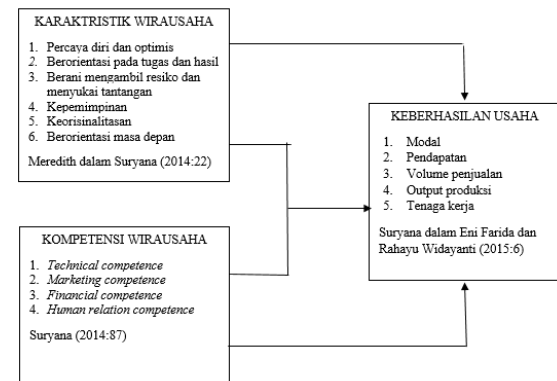 KARAKTRISTIK WIRAUSAHA
1. Percaya diri dan optimis
2. Berorientasi pada tugas dan hasil
3. Berani mengambil resiko dan
menyukai tantangan
4. Kepemimpinan
5. Keorisinalitasan
6. Berorientasi masa depan
Meredith dalam Suryana (2014:22)
KEBERHASILAN USAHA
1. Modal
2. Pendapatan
3. Volume penjualan
4. Output produksi
5. Tenaga kerja
Suryana dalam Eni Farida dan
Rahayu Widayanti (2015:6)
KOMPETENSI WIRAUSAHA
1. Technical competence
2. Marketing competence
3. Financial competence
4. Human relation competence
Suryana (2014:87)